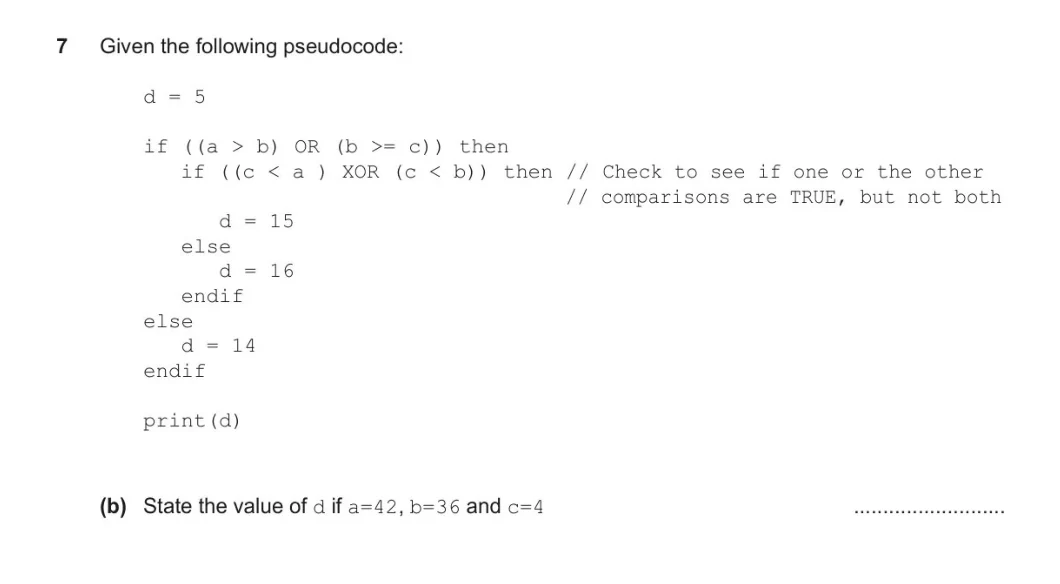 7 Given the following pseudocode:
d = 5
if ((a > b) OR (b >= c)) then
if ((c < a ) XOR (c < b)) then // Check to see if one or the other
// comparisons are TRUE, but not both
d = 15
else
d = 16
endif
else
d = 14
endif
print(d)
(b) State the value of d if a=42, b=36 and c=4 ..........................